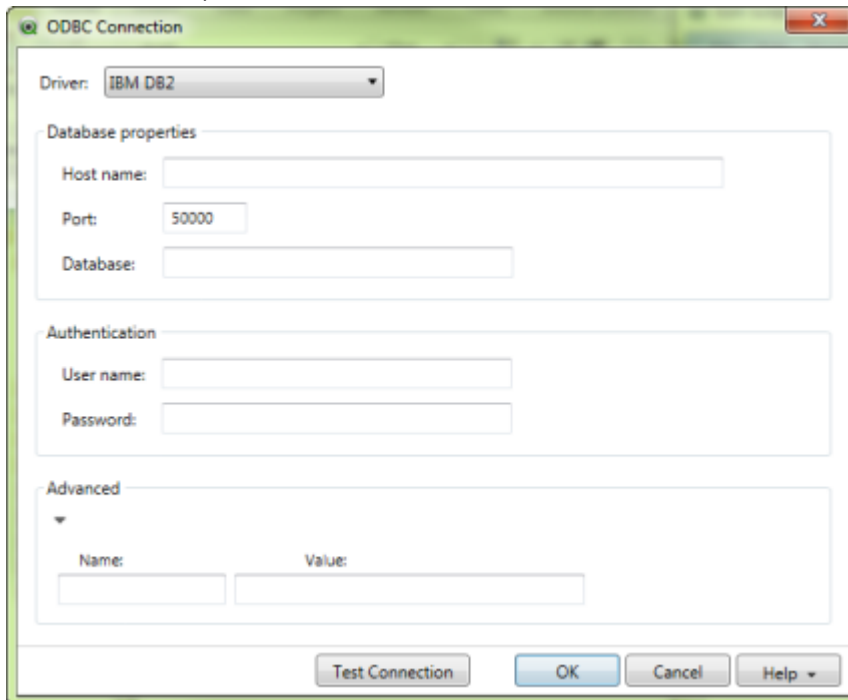 ODBC Connection
Driver: IBM DB2
Database properties
Host name:
Port: 50000
Database:
Authentication
User name:
Password:
Advanced
Name: Value:
Test Connection OK Cancel Help